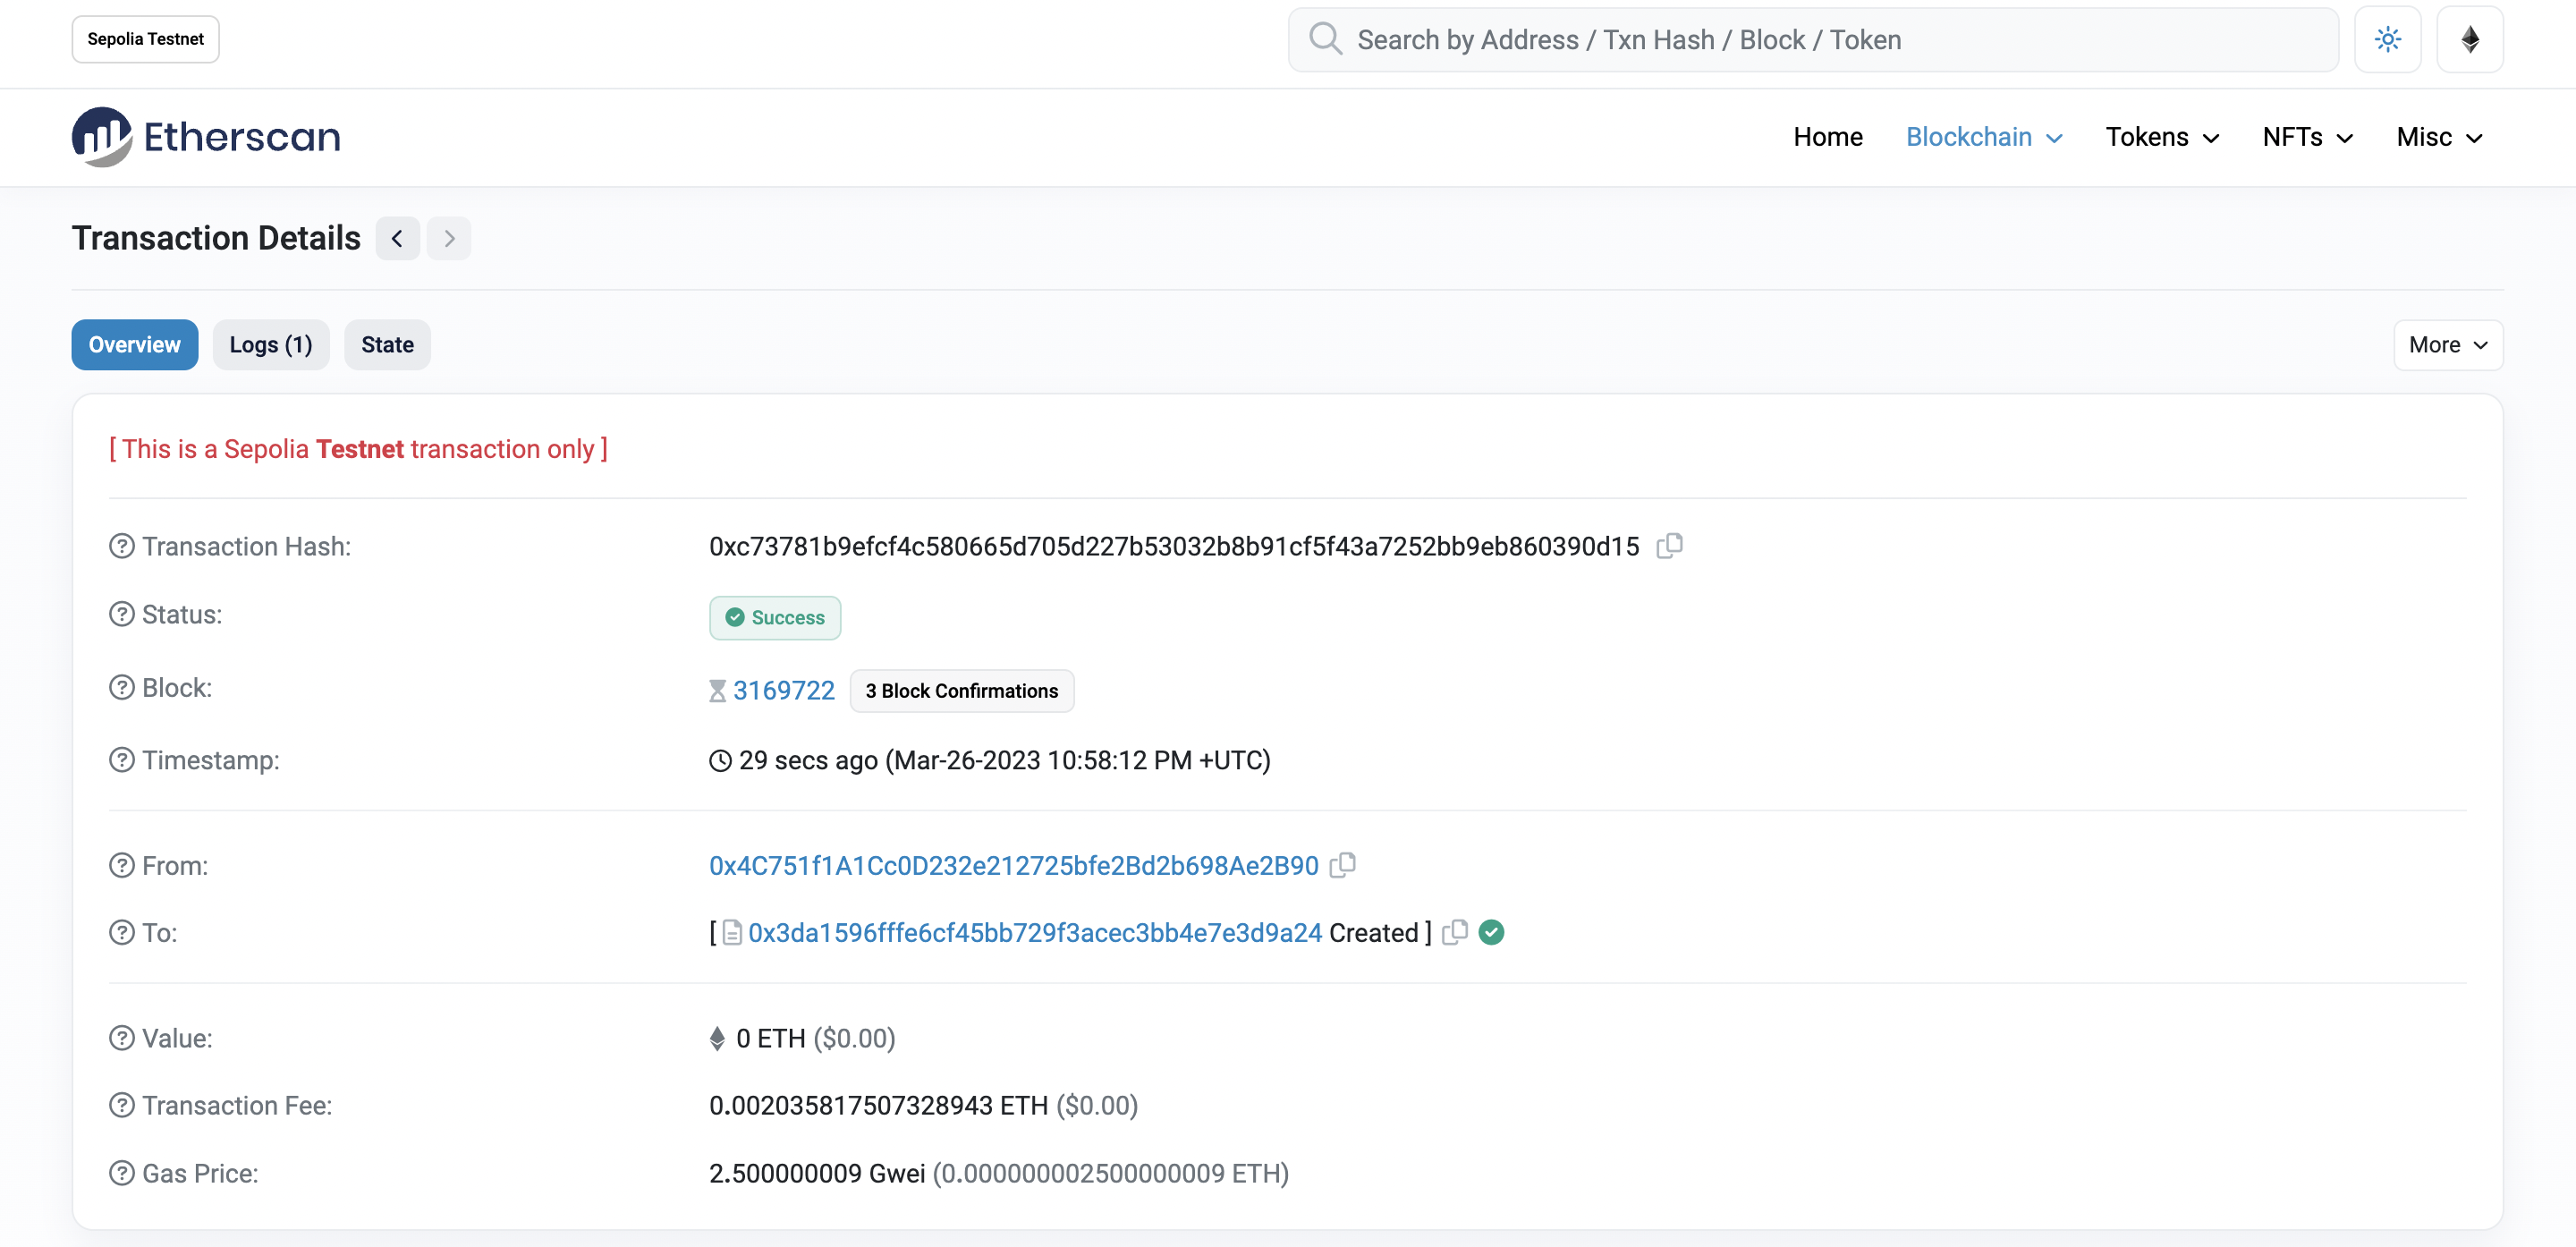 Sepolia Testnet
Search by Address / Txn Hash / Block / Token
Etherscan
Home Blockchain Tokens NFTs Misc
Transaction Details
Overview Logs (1) State More
[ This is a Sepolia Testnet transaction only ]
Transaction Hash: 0xc73781b9efcf4c580665d705d227b53032b8b91cf5f43a7252bb9eb860390d15
Status: Success
Block: 3169722 3 Block Confirmations
Timestamp: 29 secs ago (Mar-26-2023 10:58:12 PM +UTC)
From: 0x4C751f1A1Cc0D232e212725bfe2Bd2b698Ae2B90
To: [ 0x3da1596fffe6cf45bb729f3acec3bb4e7e3d9a24 Created ]
Value: 0 ETH ($0.00)
Transaction Fee: 0.002035817507328943 ETH ($0.00)
Gas Price: 2.500000009 Gwei (0.000000002500000009 ETH)